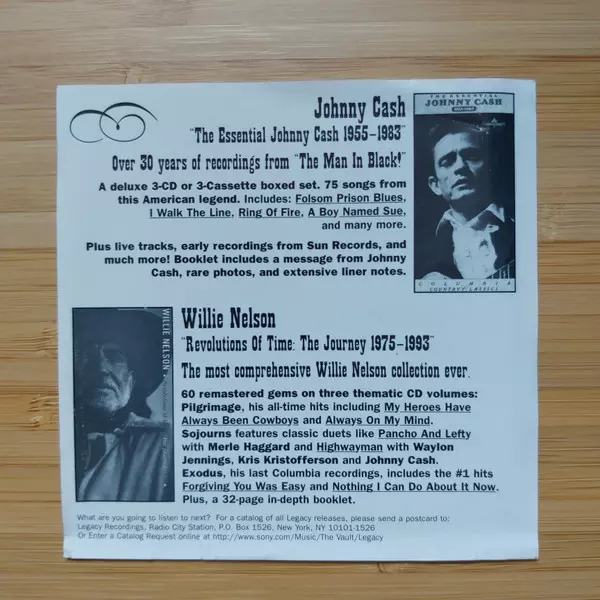 Johnny Cash
"The Essential Johnny Cash 1955-1983"
Over 30 years of recordings from "The Man In Black!"
A deluxe 3-CD or 3-Cassette boxed set. 75 songs from
this American legend. Includes: Folsom Prison Blues,
I Walk The Line, Ring Of Fire, A Boy Named Sue,
and many more.
Plus live tracks, early recordings from Sun Records, and
much more! Booklet includes a message from Johnny
Cash, rare photos, and extensive liner notes.
THE ESSENTIAL
JOHNNY CASH
COLUMBIA
COUNTRY CLASSICS
WILLIE NELSON
Willie Nelson
"Revolutions Of Time: The Journey 1975-1993"
The most comprehensive Willie Nelson collection ever.
60 remastered gems on three thematic CD volumes:
Pilgrimage, his all-time hits including My Heroes Have
Always Been Cowboys and Always On My Mind.
Sojourns features classic duets like Pancho And Lefty
with Merle Haggard and Highwayman with Waylon
Jennings, Kris Kristofferson and Johnny Cash.
Exodus, his last Columbia recordings, includes the #1 hits
Forgiving You Was Easy and Nothing I Can Do About It Now.
Plus, a 32-page in-depth booklet.
What are you going to listen to next? For a catalog of all Legacy releases, please send a postcard to:
Legacy Recordings, Radio City Station, P.O. Box 1526, New York, NY 10101-1526
Or Enter a Catalog Request online at http://www.sony.com/Music/The Vault/Legacy